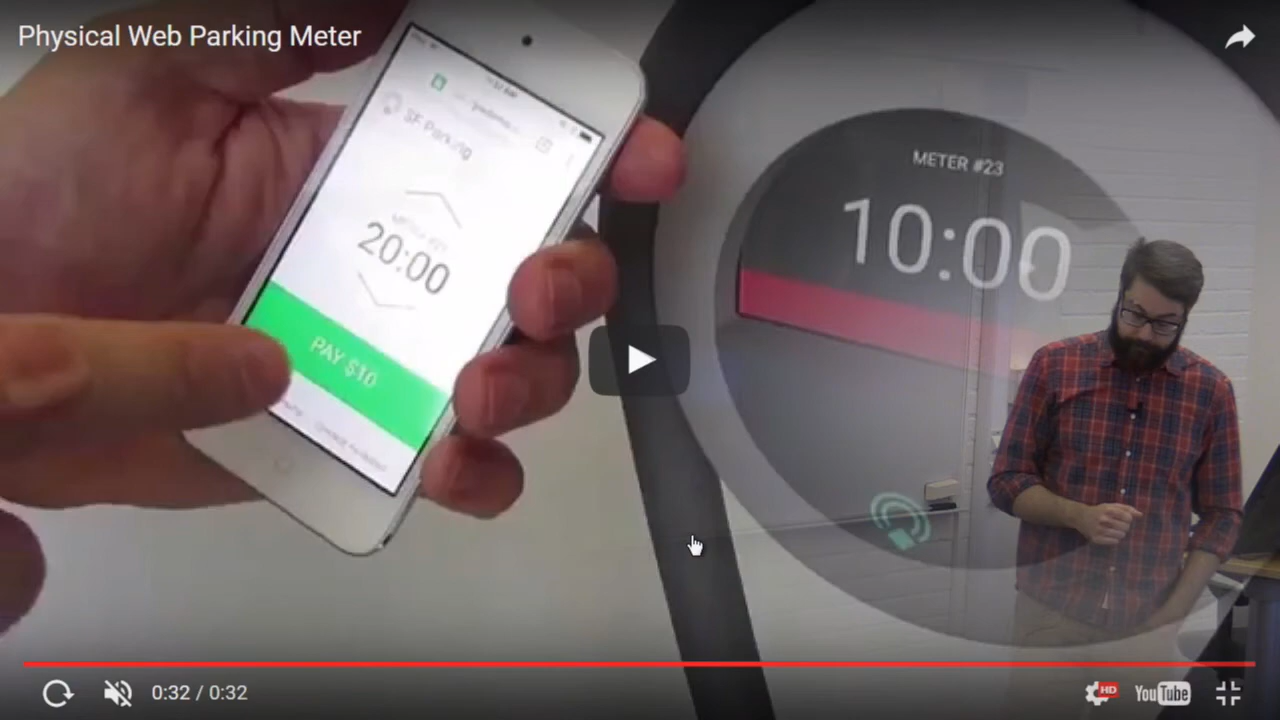 Physical Web Parking Meter
SF Parking
20:00
PAY $10
METER #23
10:00
0:32 / 0:32
HD
YouTube